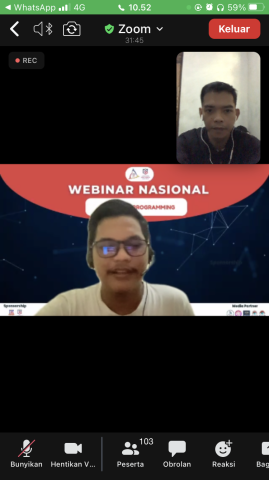 WhatsApp 4G 10.52 59%
Zoom
31:45
Keluar
REC
WEBINAR NASIONAL
PROGRAMMING
Sponsorship
Media Partner
103
Bunyikan Hentikan V... Peserta Obrolan Reaksi Bag